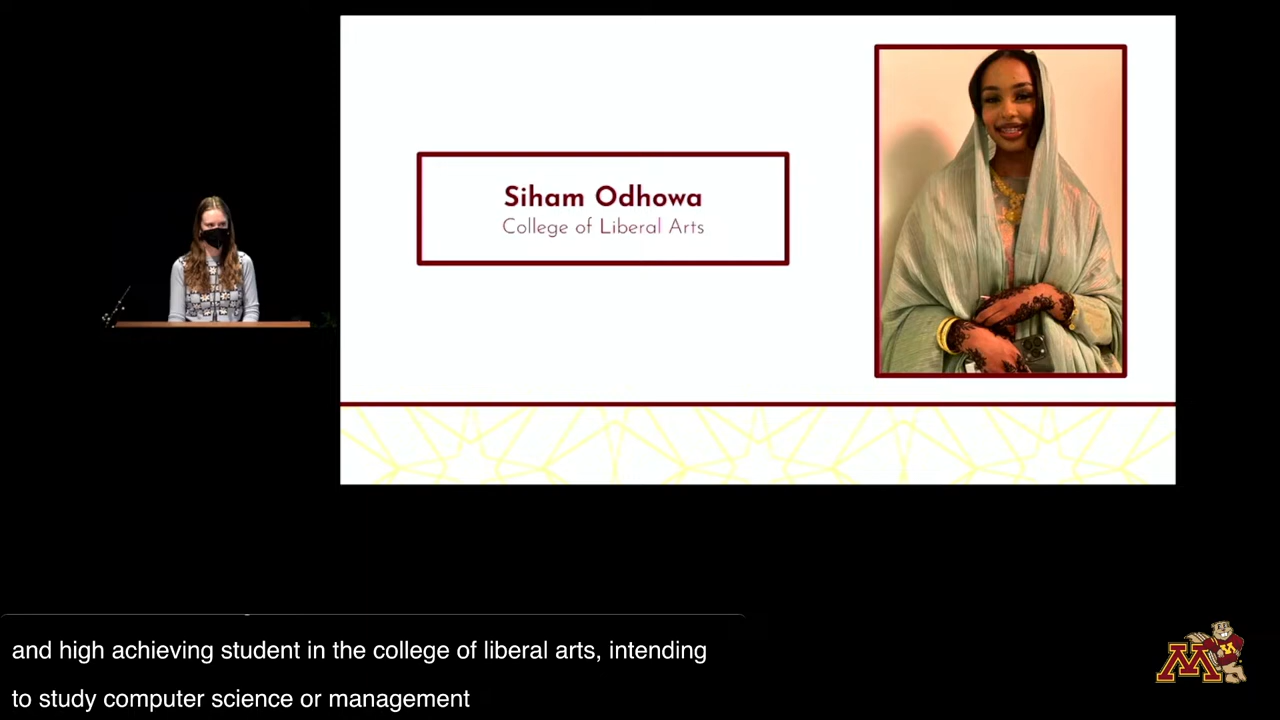 Siham Odhowa
College of Liberal Arts
and high achieving student in the college of liberal arts, intending
to study computer science or management
M